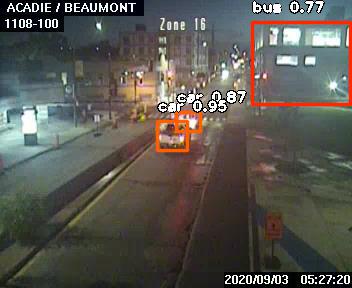 ACADIE / BEAUMONT
1108-100
Zone 16
bus 0.77
car 0.87
car 0.95
2020/09/03 05:27:20